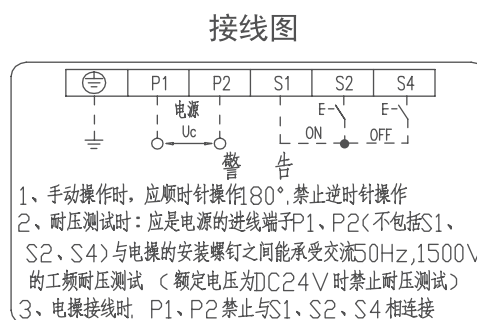 接线图
P1 P2 S1 S2 S4
电源 E- E-
Uc ON OFF
警 告
1、手动操作时，应顺时针操作180°,禁止逆时针操作
2、耐压测试时：应是电源的进线端子P1、P2(不包括S1、
S2、S4)与电操的安装螺钉之间能承受交流50Hz,1500V
的工频耐压测试 (额定电压为DC24V时禁止耐压测试)
3、电操接线时, P1、P2禁止与S1、S2、S4相连接